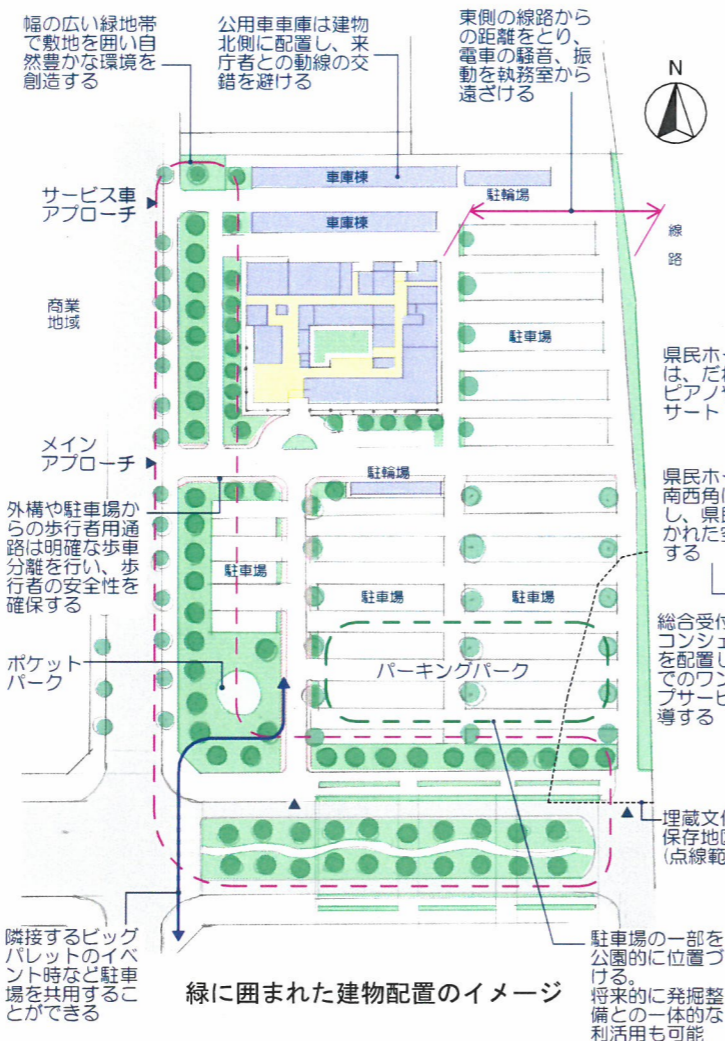 幅の広い緑地帯
で敷地を囲い自
然豊かな環境を
創造する
公用車車庫は建物
北側に配置し、来
庁者との動線の交
錯を避ける
東側の線路から
の距離をとり、
電車の騒音、振
動を執務室から
遠ざける
N
車庫棟
駐輪場
サービス車
アプローチ
車庫棟
線
路
商業
地域
駐車場
県民ホー
は、だれ
ピアノや
サート
メイン
アプローチ
駐輪場
県民ホー
南西角に
し、県民
かれた空
する
外構や駐車場か
らの歩行者用通
路は明確な歩車
分離を行い、歩
行者の安全性を
確保する
駐車場
駐車場
駐車場
総合受付
コンシェ
を配置し
でのワン
プサービ
導する
ポケット
パーク
パーキングパーク
埋蔵文化
保存地区
(点線範
隣接するビッグ
パレットのイベ
ント時など駐車
場を共用するこ
とができる
緑に囲まれた建物配置のイメージ
駐車場の一部を
公園的に位置づ
ける。
将来的に発掘整
備との一体的な
利活用も可能